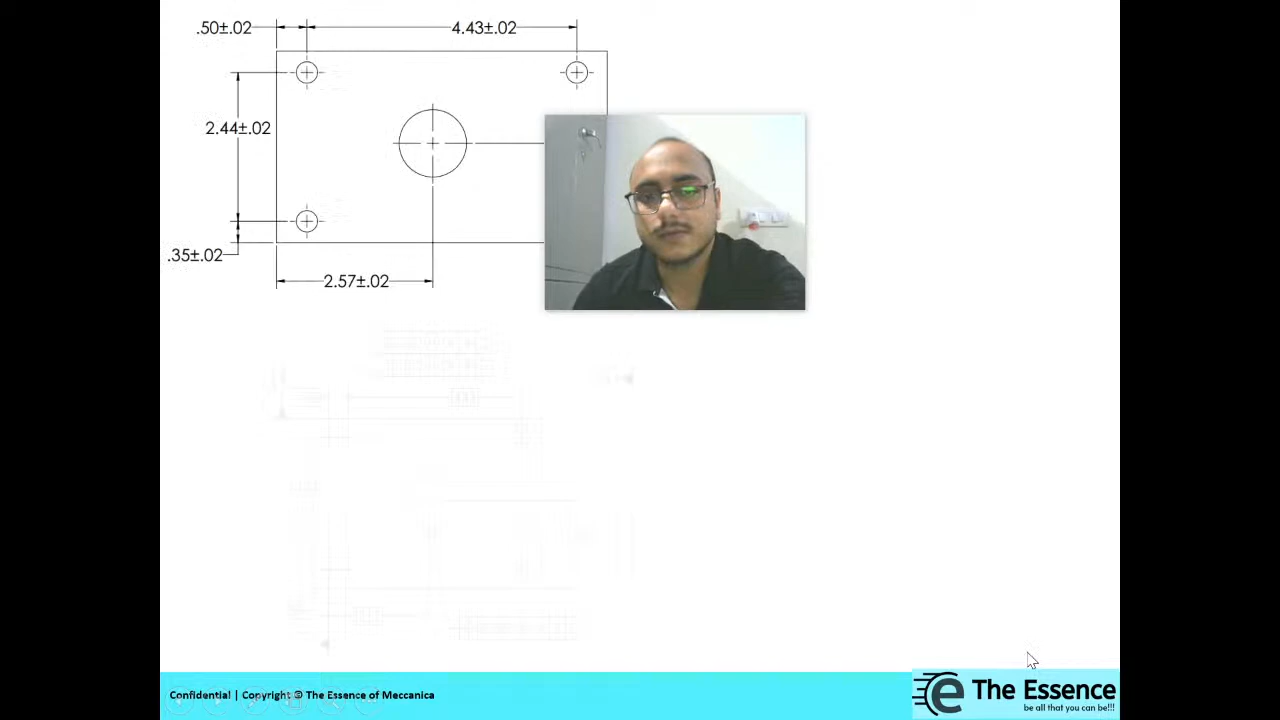 .50±.02
4.43±.02
2.44±.02
.35±.02
2.57±.02
Confidential | Copyright © The Essence of Meccanica
e The Essence
be all that you can be!!!